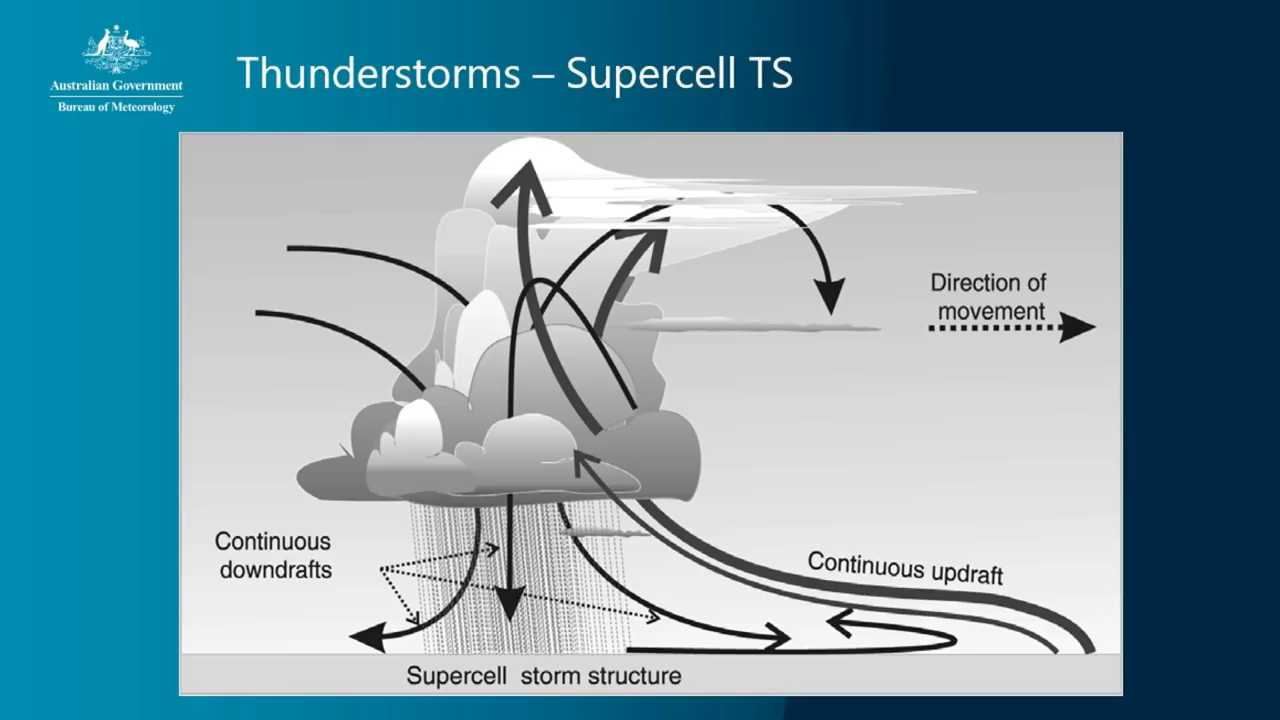 Australian Government
Bureau of Meteorology
Thunderstorms – Supercell TS
Direction of
movement
Continuous
downdrafts
Continuous updraft
Supercell storm structure